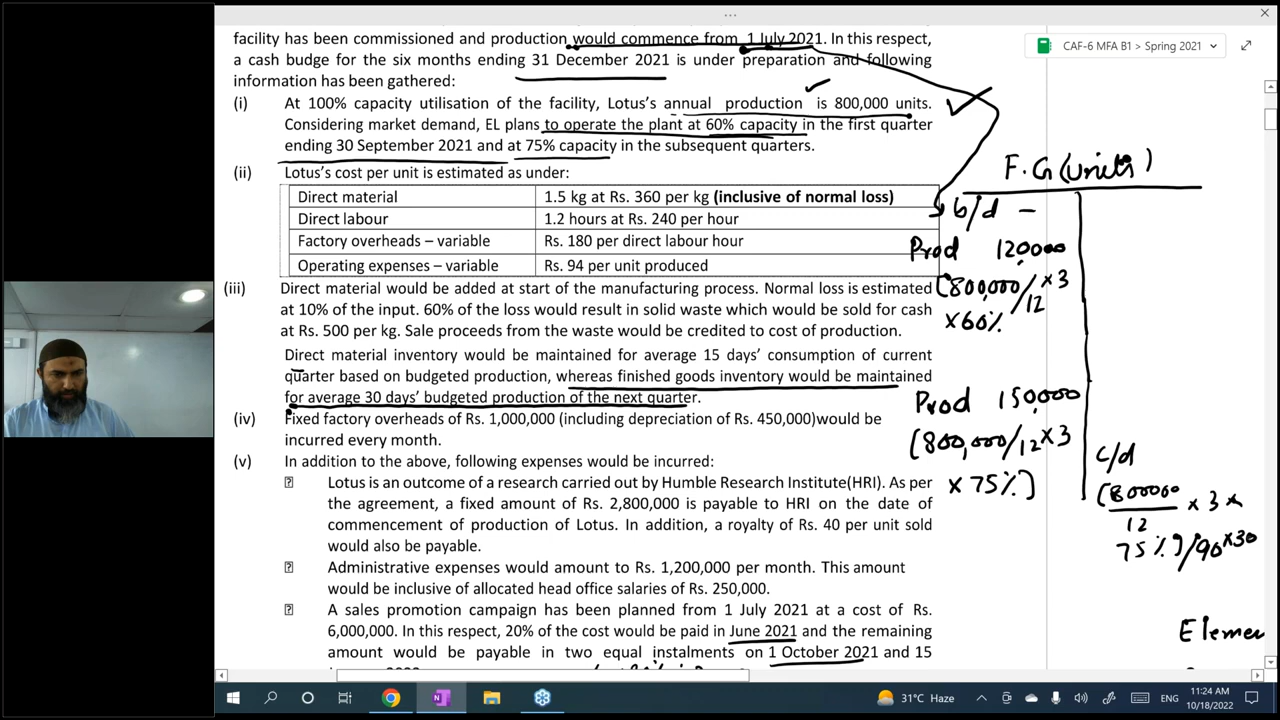 CAF-6 MFA B1 > Spring 2021
facility has been commissioned and production would commence from 1 July 2021. In this respect,
a cash budget for the six months ending 31 December 2021 is under preparation and following
information has been gathered:
(i) At 100% capacity utilisation of the facility, Lotus's annual production is 800,000 units.
Considering market demand, EL plans to operate the plant at 60% capacity in the first quarter
ending 30 September 2021 and at 75% capacity in the subsequent quarters.
(ii) Lotus's cost per unit is estimated as under:
Direct material 1.5 kg at Rs. 360 per kg (inclusive of normal loss)
Direct labour 1.2 hours at Rs. 240 per hour
Factory overheads – variable Rs. 180 per direct labour hour
Operating expenses – variable Rs. 94 per unit produced
(iii) Direct material would be added at start of the manufacturing process. Normal loss is estimated
at 10% of the input. 60% of the loss would result in solid waste which would be sold for cash
at Rs. 500 per kg. Sale proceeds from the waste would be credited to cost of production.
Direct material inventory would be maintained for average 15 days' consumption of current
quarter based on budgeted production, whereas finished goods inventory would be maintained
for average 30 days' budgeted production of the next quarter.
(iv) Fixed factory overheads of Rs. 1,000,000 (including depreciation of Rs. 450,000)would be
incurred every month.
(v) In addition to the above, following expenses would be incurred:
Lotus is an outcome of a research carried out by Humble Research Institute(HRI). As per
the agreement, a fixed amount of Rs. 2,800,000 is payable to HRI on the date of
commencement of production of Lotus. In addition, a royalty of Rs. 40 per unit sold
would also be payable.
Administrative expenses would amount to Rs. 1,200,000 per month. This amount
would be inclusive of allocated head office salaries of Rs. 250,000.
A sales promotion campaign has been planned from 1 July 2021 at a cost of Rs.
6,000,000. In this respect, 20% of the cost would be paid in June 2021 and the remaining
amount would be payable in two equal instalments on 1 October 2021 and 15
F.G (units)
b/d –
Prod 120,000
(800,000/12 ×3
×60%
Prod 150,000
(800,000/12 ×3
×75%)
c/d
(800000/12 × 3 ×
75%)/90 ×30
Elemen
31°C Haze
ENG
11:24 AM
10/18/2022